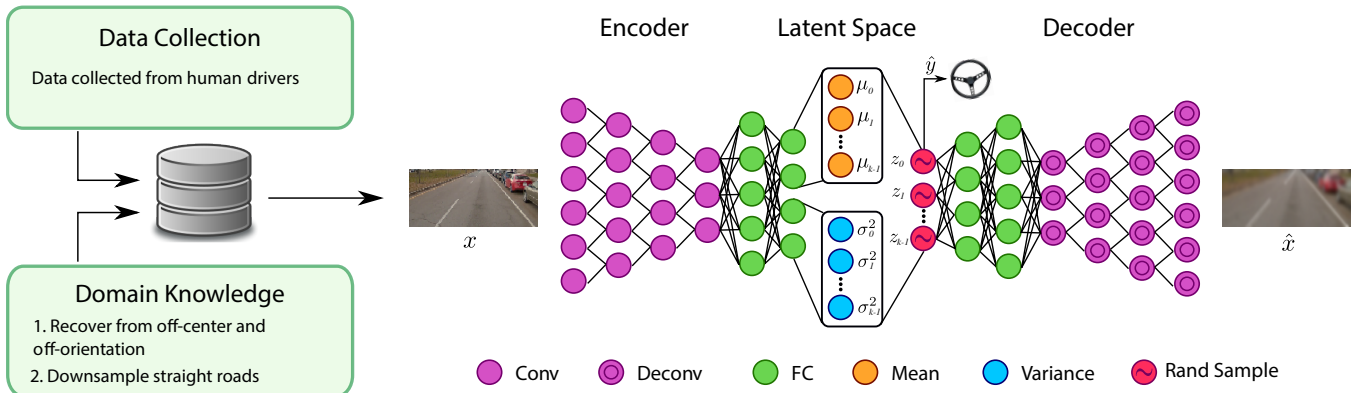 Data Collection
Data collected from human drivers
Domain Knowledge
1. Recover from off-center and
off-orientation
2. Downsample straight roads
x
Encoder
Latent Space
Decoder
μ₀
μ₁
μₖ₋₁
σ₀²
σ₁²
σₖ₋₁²
ŷ
z₀
z₁
zₖ₋₁
x̂
Conv
Deconv
FC
Mean
Variance
Rand Sample